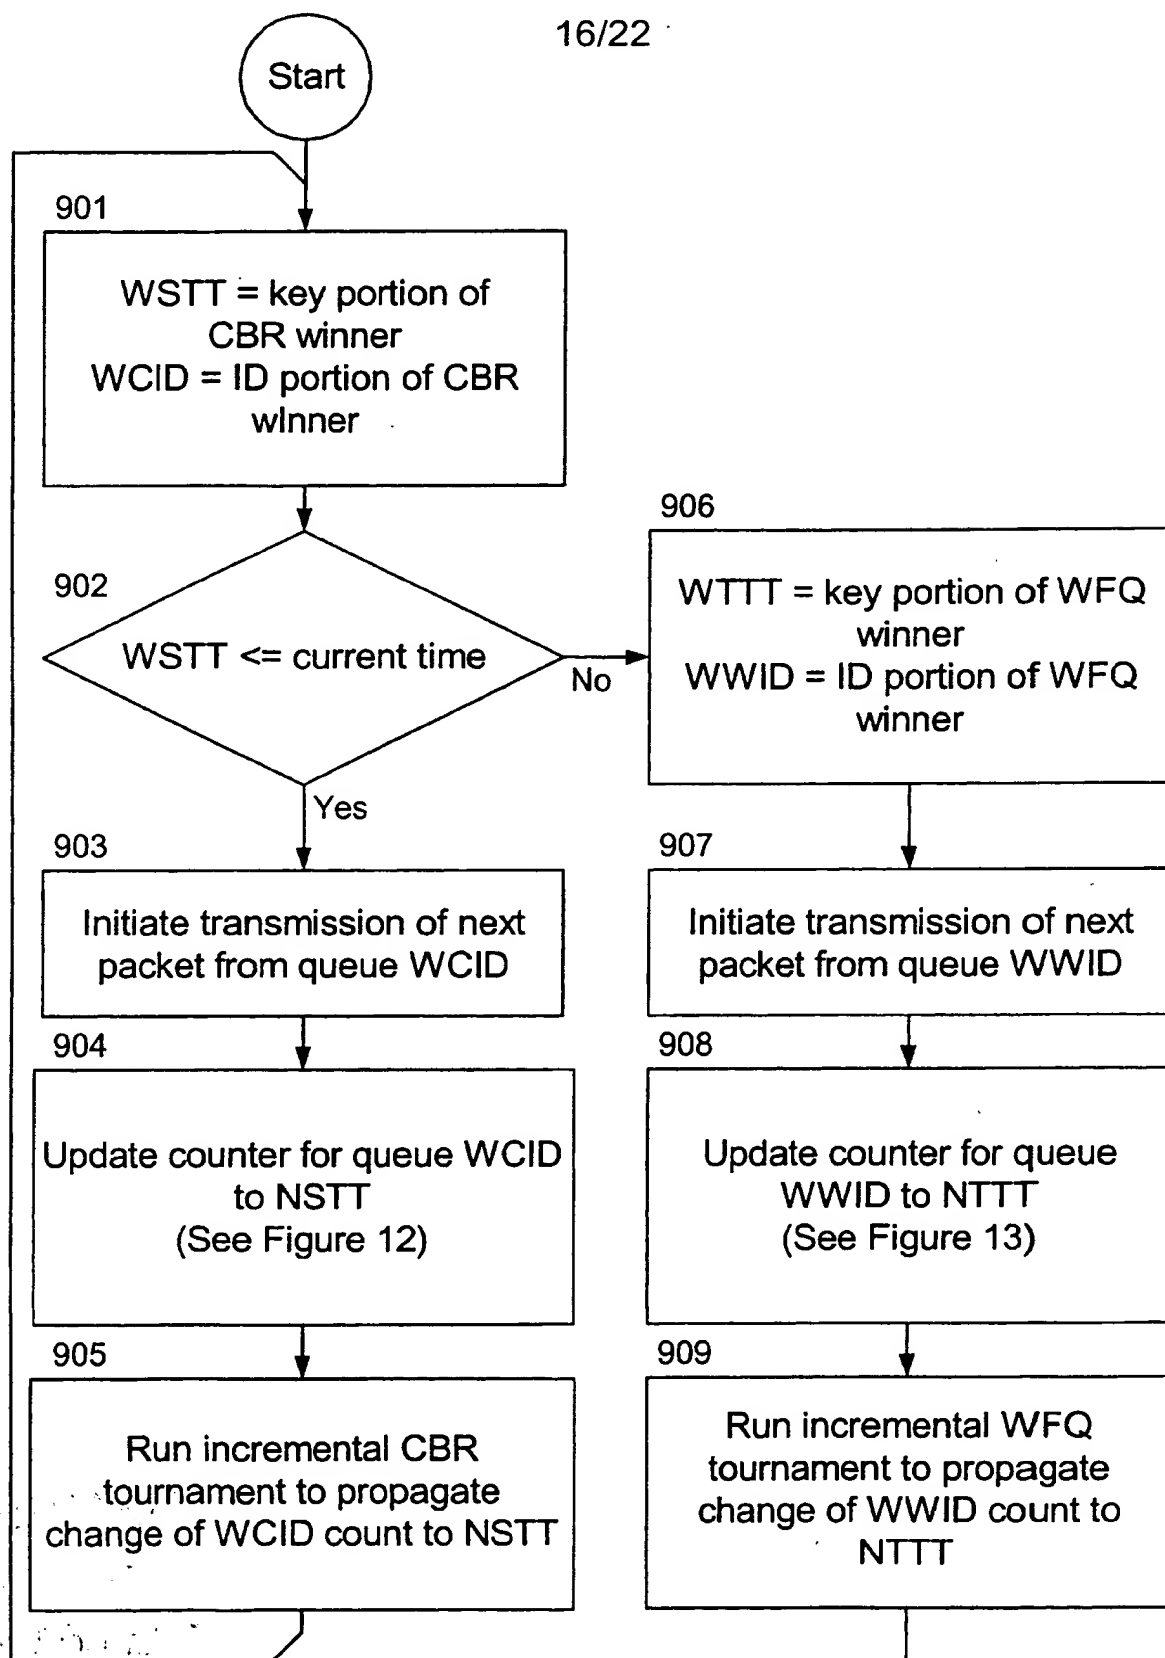 16/22
Start
901
WSTT = key portion of
CBR winner
WCID = ID portion of CBR
winner
902
WSTT <= current time
No
Yes
906
WTTT = key portion of WFQ
winner
WWID = ID portion of WFQ
winner
903
Initiate transmission of next
packet from queue WCID
907
Initiate transmission of next
packet from queue WWID
904
Update counter for queue WCID
to NSTT
(See Figure 12)
908
Update counter for queue
WWID to NTTT
(See Figure 13)
905
Run incremental CBR
tournament to propagate
change of WCID count to NSTT
909
Run incremental WFQ
tournament to propagate
change of WWID count to
NTTT